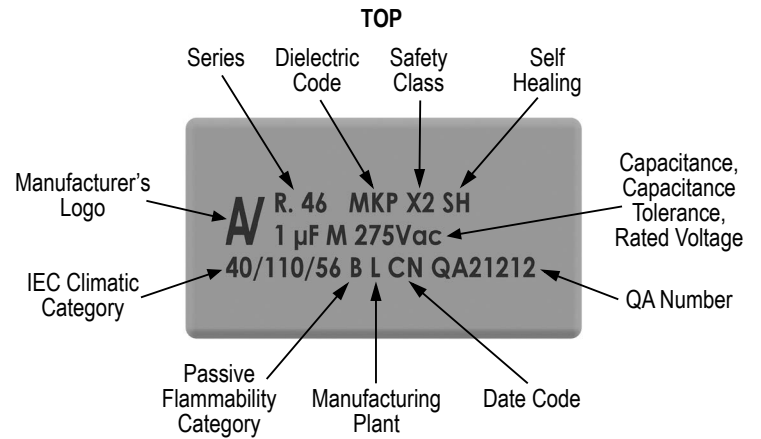 TOP
Series
Dielectric
Code
Safety
Class
Self
Healing
Manufacturer's
Logo
R. 46 MKP X2 SH
1 µF M 275Vac
40/110/56 B L CN QA21212
Capacitance,
Capacitance
Tolerance,
Rated Voltage
IEC Climatic
Category
QA Number
Passive
Flammability
Category
Manufacturing
Plant
Date Code